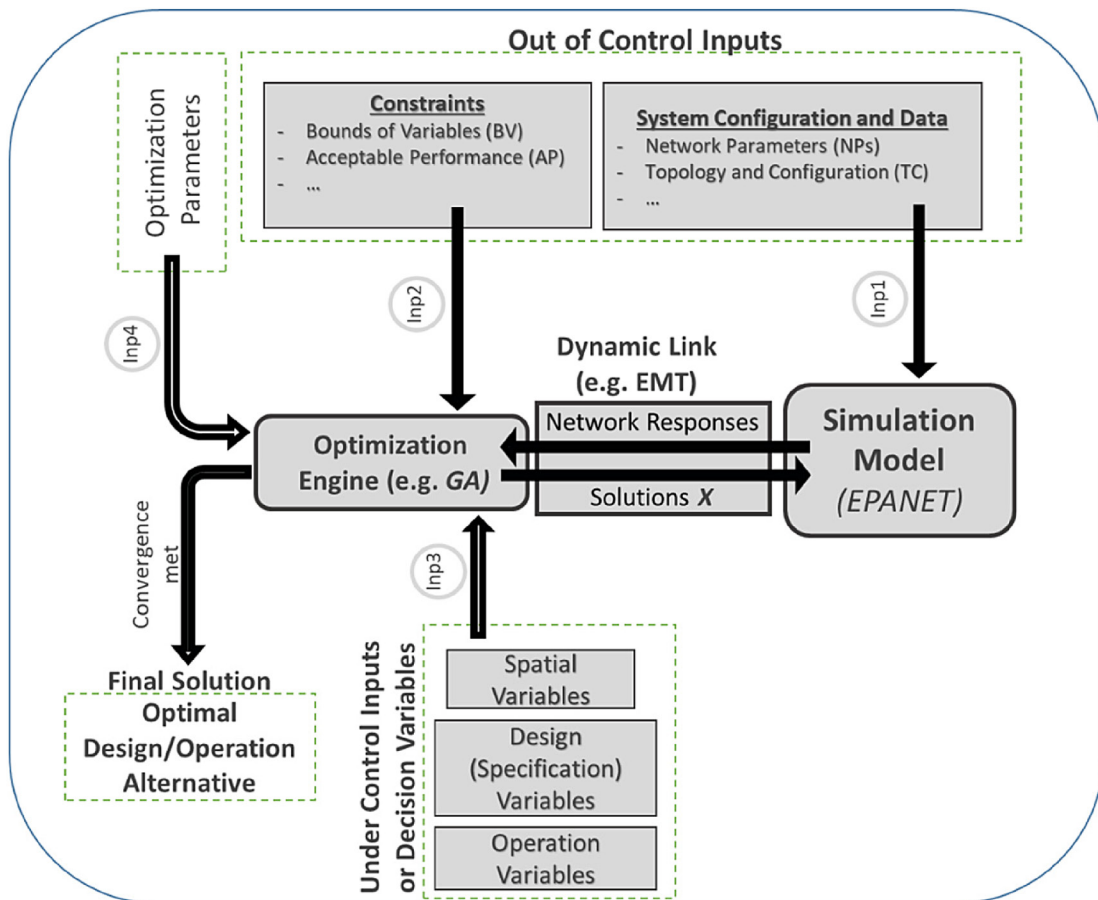 Out of Control Inputs
Optimization
Parameters
Constraints
- Bounds of Variables (BV)
- Acceptable Performance (AP)
- ...
System Configuration and Data
- Network Parameters (NPs)
- Topology and Configuration (TC)
- ...
Inp4
Inp2
Inp1
Dynamic Link
(e.g. EMT)
Optimization
Engine (e.g. GA)
Network Responses
Solutions X
Simulation
Model
(EPANET)
Convergence
met
Inp3
Final Solution
Optimal
Design/Operation
Alternative
Under Control Inputs
or Decision Variables
Spatial
Variables
Design
(Specification)
Variables
Operation
Variables